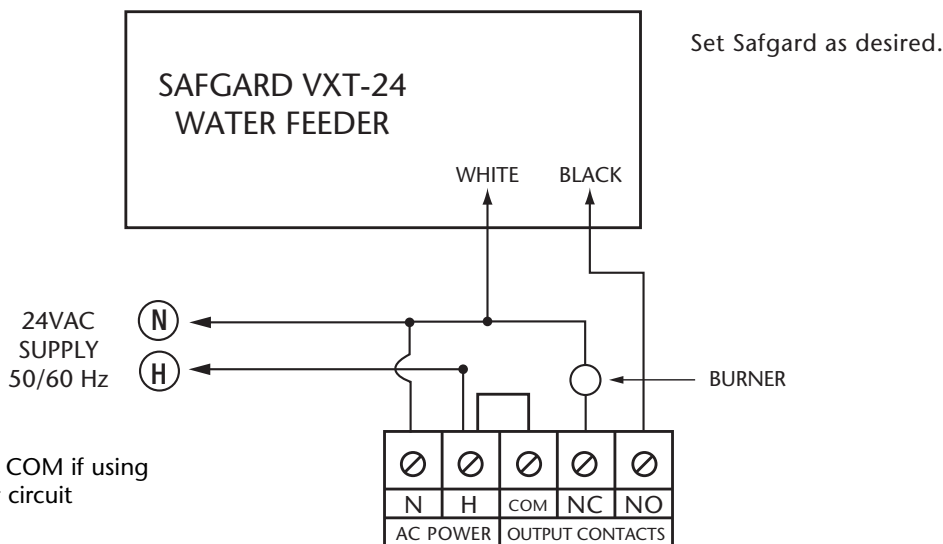 Set Safgard as desired.
SAFGARD VXT-24
WATER FEEDER
WHITE BLACK
24VAC
SUPPLY
50/60 Hz
N
H
BURNER
COM if using
circuit
N H COM NC NO
AC POWER OUTPUT CONTACTS